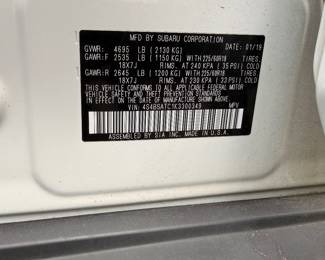 MFD BY SUBARU CORPORATION DATE: 01/19
GVWR: 4695 LB (2130 KG)
GAWR:F 2535 LB (1150 KG) WITH 225/60R18
18X7J RIMS, AT 240 KPA (35 PSI) COLD
GAWR:R 2645 LB (1200 KG) WITH 225/60R18
18X7J RIMS, AT 230 KPA (33 PSI) COLD
THIS VEHICLE CONFORMS TO ALL APPLICABLE
FEDERAL MOTOR VEHICLE SAFETY, BUMPER, AND
THEFT PREVENTION STANDARDS IN EFFECT ON THE
DATE OF MANUFACTURE SHOWN ABOVE.
VIN: 4S4BSATC1K3300349 MPV
ASSEMBLED BY SIA INC. MADE IN U.S.A.